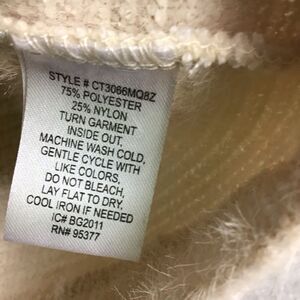 STYLE # CT3066MQ8Z
75% POLYESTER
25% NYLON
TURN GARMENT
INSIDE OUT,
MACHINE WASH COLD,
GENTLE CYCLE WITH
LIKE COLORS,
DO NOT BLEACH,
LAY FLAT TO DRY.
COOL IRON IF NEEDED
IC# BG2011
RN# 95377